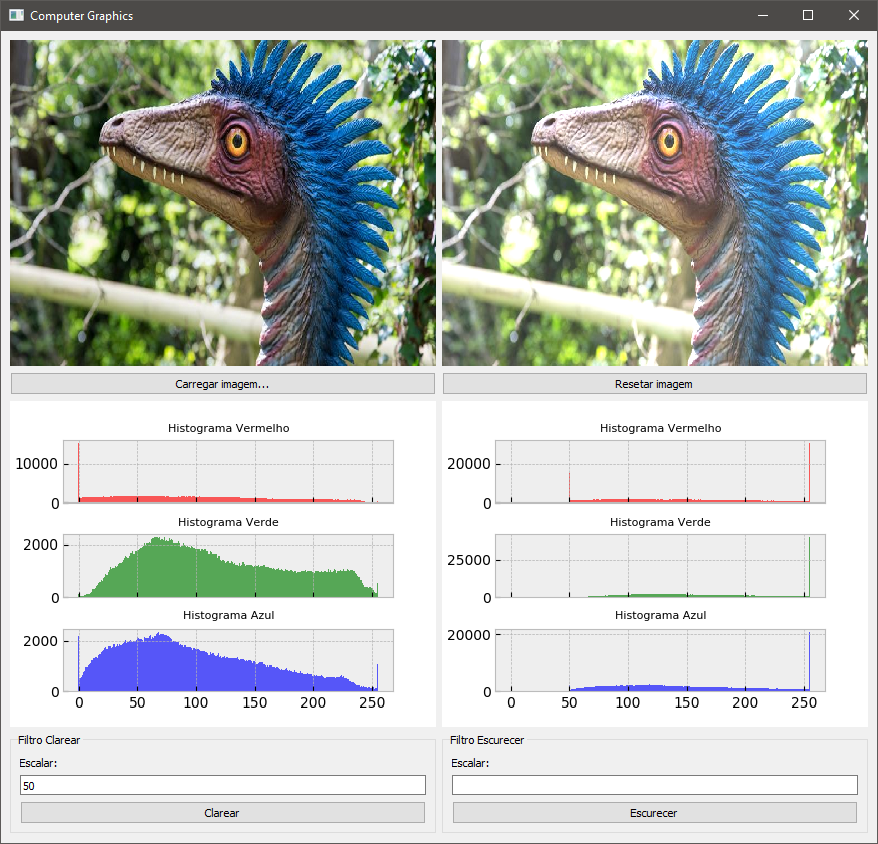 Computer Graphics
Carregar imagem...
Resetar imagem
Histograma Vermelho
10000
0
Histograma Verde
2000
0
Histograma Azul
2000
0
0 50 100 150 200 250
Histograma Vermelho
20000
0
Histograma Verde
25000
0
Histograma Azul
20000
0
0 50 100 150 200 250
Filtro Clarear
Escalar:
50
Clarear
Filtro Escurecer
Escalar:
Escurecer